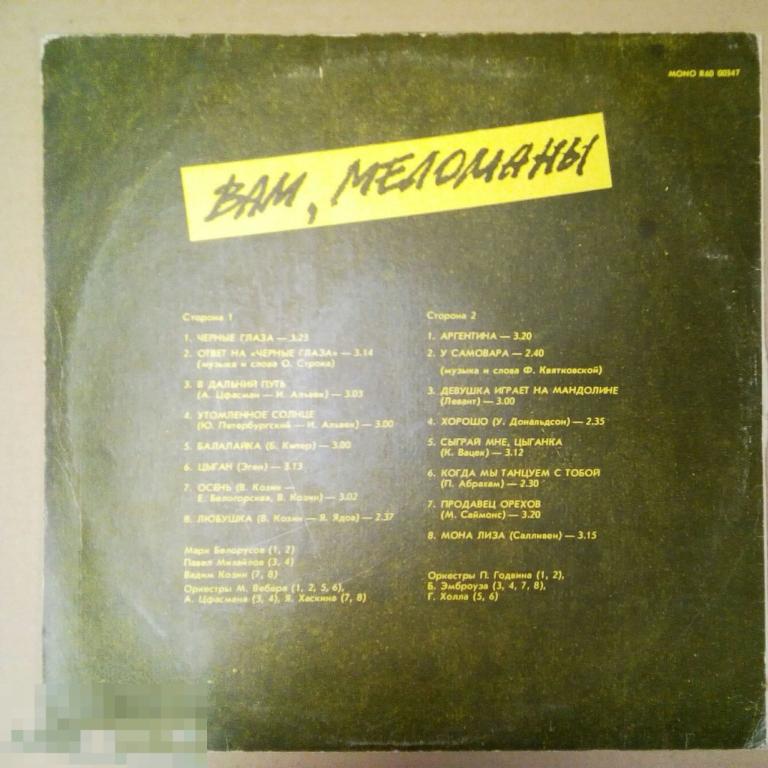 МОНО R60 00347
ВАМ, МЕЛОМАНЫ
Сторона 1
1. ЧЕРНЫЕ ГЛАЗА — 3.23
2. ОТВЕТ НА «ЧЕРНЫЕ ГЛАЗА» — 3.14
(музыка и слова О. Строка)
3. В ДАЛЬНИЙ ПУТЬ
(А. Цфасман — И. Альвек) — 3.03
4. УТОМЛЕННОЕ СОЛНЦЕ
(Ю. Петербургский — И. Альвек) — 3.00
5. БАЛАЛАЙКА (Б. Кипер) — 3.00
6. ЦЫГАН (Эген) — 3.13
7. ОСЕНЬ (В. Козин —
Е. Белогорская, В. Козин) — 3.02
8. ЛЮБУШКА (В. Козин — Я. Ядов) — 2.37
Марк Белорусов (1, 2)
Павел Михайлов (3, 4)
Вадим Козин (7, 8)
Оркестры М. Вебера (1, 2, 5, 6),
А. Цфасмана (3, 4), Я. Хаскина (7, 8)
Сторона 2
1. АРГЕНТИНА — 3.20
2. У САМОВАРА — 2.40
(музыка и слова Ф. Квятковской)
3. ДЕВУШКА ИГРАЕТ НА МАНДОЛИНЕ
(Левант) — 3.00
4. ХОРОШО (У. Дональдсон) — 2.35
5. СЫГРАЙ МНЕ, ЦЫГАНКА
(К. Вацек) — 3.12
6. КОГДА МЫ ТАНЦУЕМ С ТОБОЙ
(П. Абрахам) — 2.30
7. ПРОДАВЕЦ ОРЕХОВ
(М. Саймонс) — 3.20
8. МОНА ЛИЗА (Салливен) — 3.15
Оркестры П. Годвина (1, 2),
Б. Эмброуза (3, 4, 7, 8),
Г. Холла (5, 6)